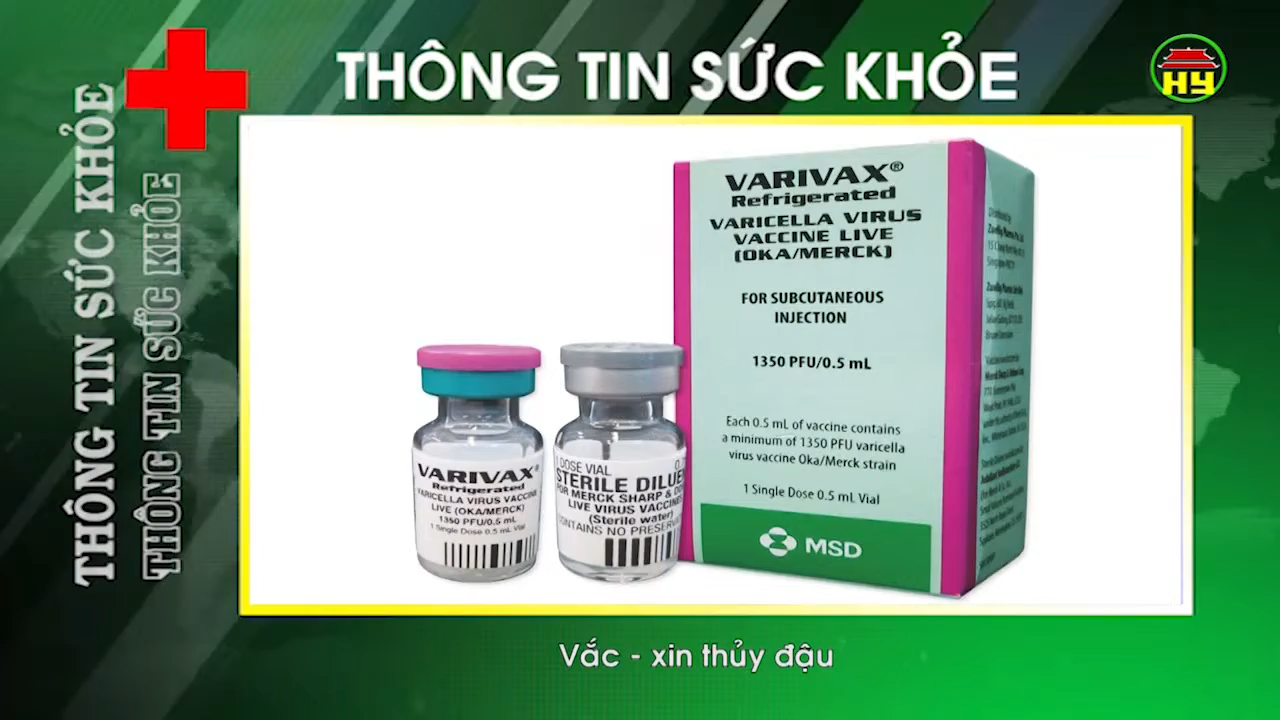 THÔNG TIN SỨC KHỎE
HY
THÔNG TIN SỨC KHỎE
THÔNG TIN SỨC KHỎE
VARIVAX®
Refrigerated
VARICELLA VIRUS
VACCINE LIVE
(OKA/MERCK)
FOR SUBCUTANEOUS
INJECTION
1350 PFU/0.5 mL
Each 0.5 mL of vaccine contains
a minimum of 1350 PFU varicella
virus vaccine Oka/Merck strain
1 Single Dose 0.5 mL Vial
MSD
VARIVAX®
Refrigerated
VARICELLA VIRUS VACCINE
LIVE (OKA/MERCK)
1350 PFU/0.5 mL
1 Single Dose 0.5 mL Vial
DOSE VIAL
STERILE DILUE
FOR MERCK SHARP & DO
LIVE VIRUS VACCINES
(Sterile water)
CONTAINS NO PRESERVA
Vắc - xin thủy đậu